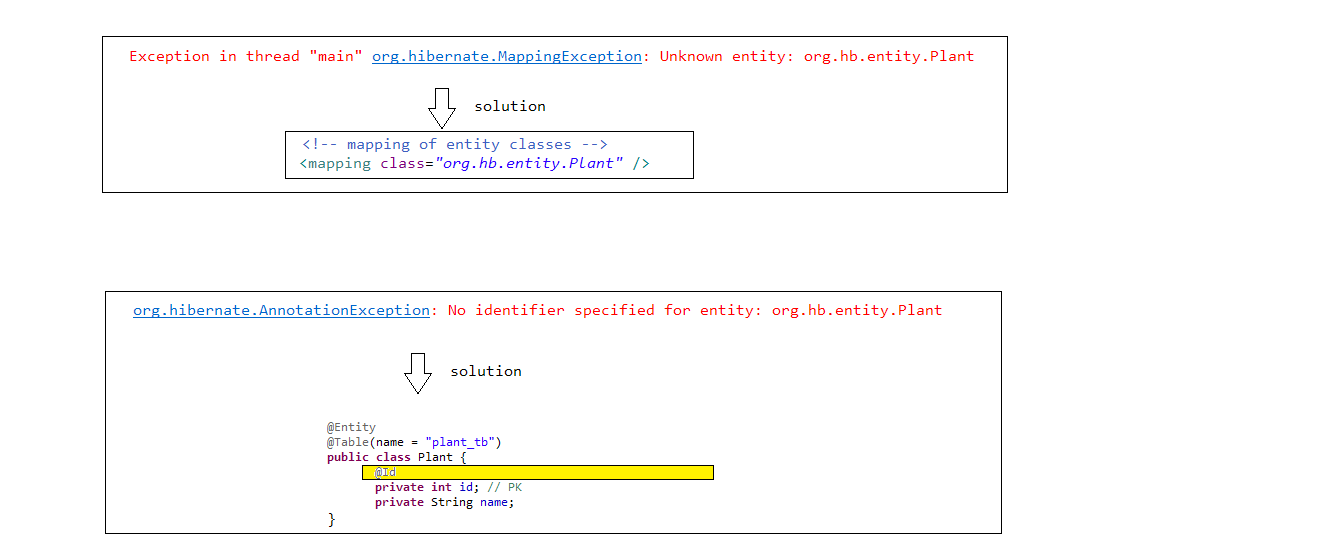 Exception in thread "main" org.hibernate.MappingException: Unknown entity: org.hb.entity.Plant
solution
<!-- mapping of entity classes -->
<mapping class="org.hb.entity.Plant" />
org.hibernate.AnnotationException: No identifier specified for entity: org.hb.entity.Plant
solution
@Entity
@Table(name = "plant_tb")
public class Plant {
@Id
private int id; // PK
private String name;
}